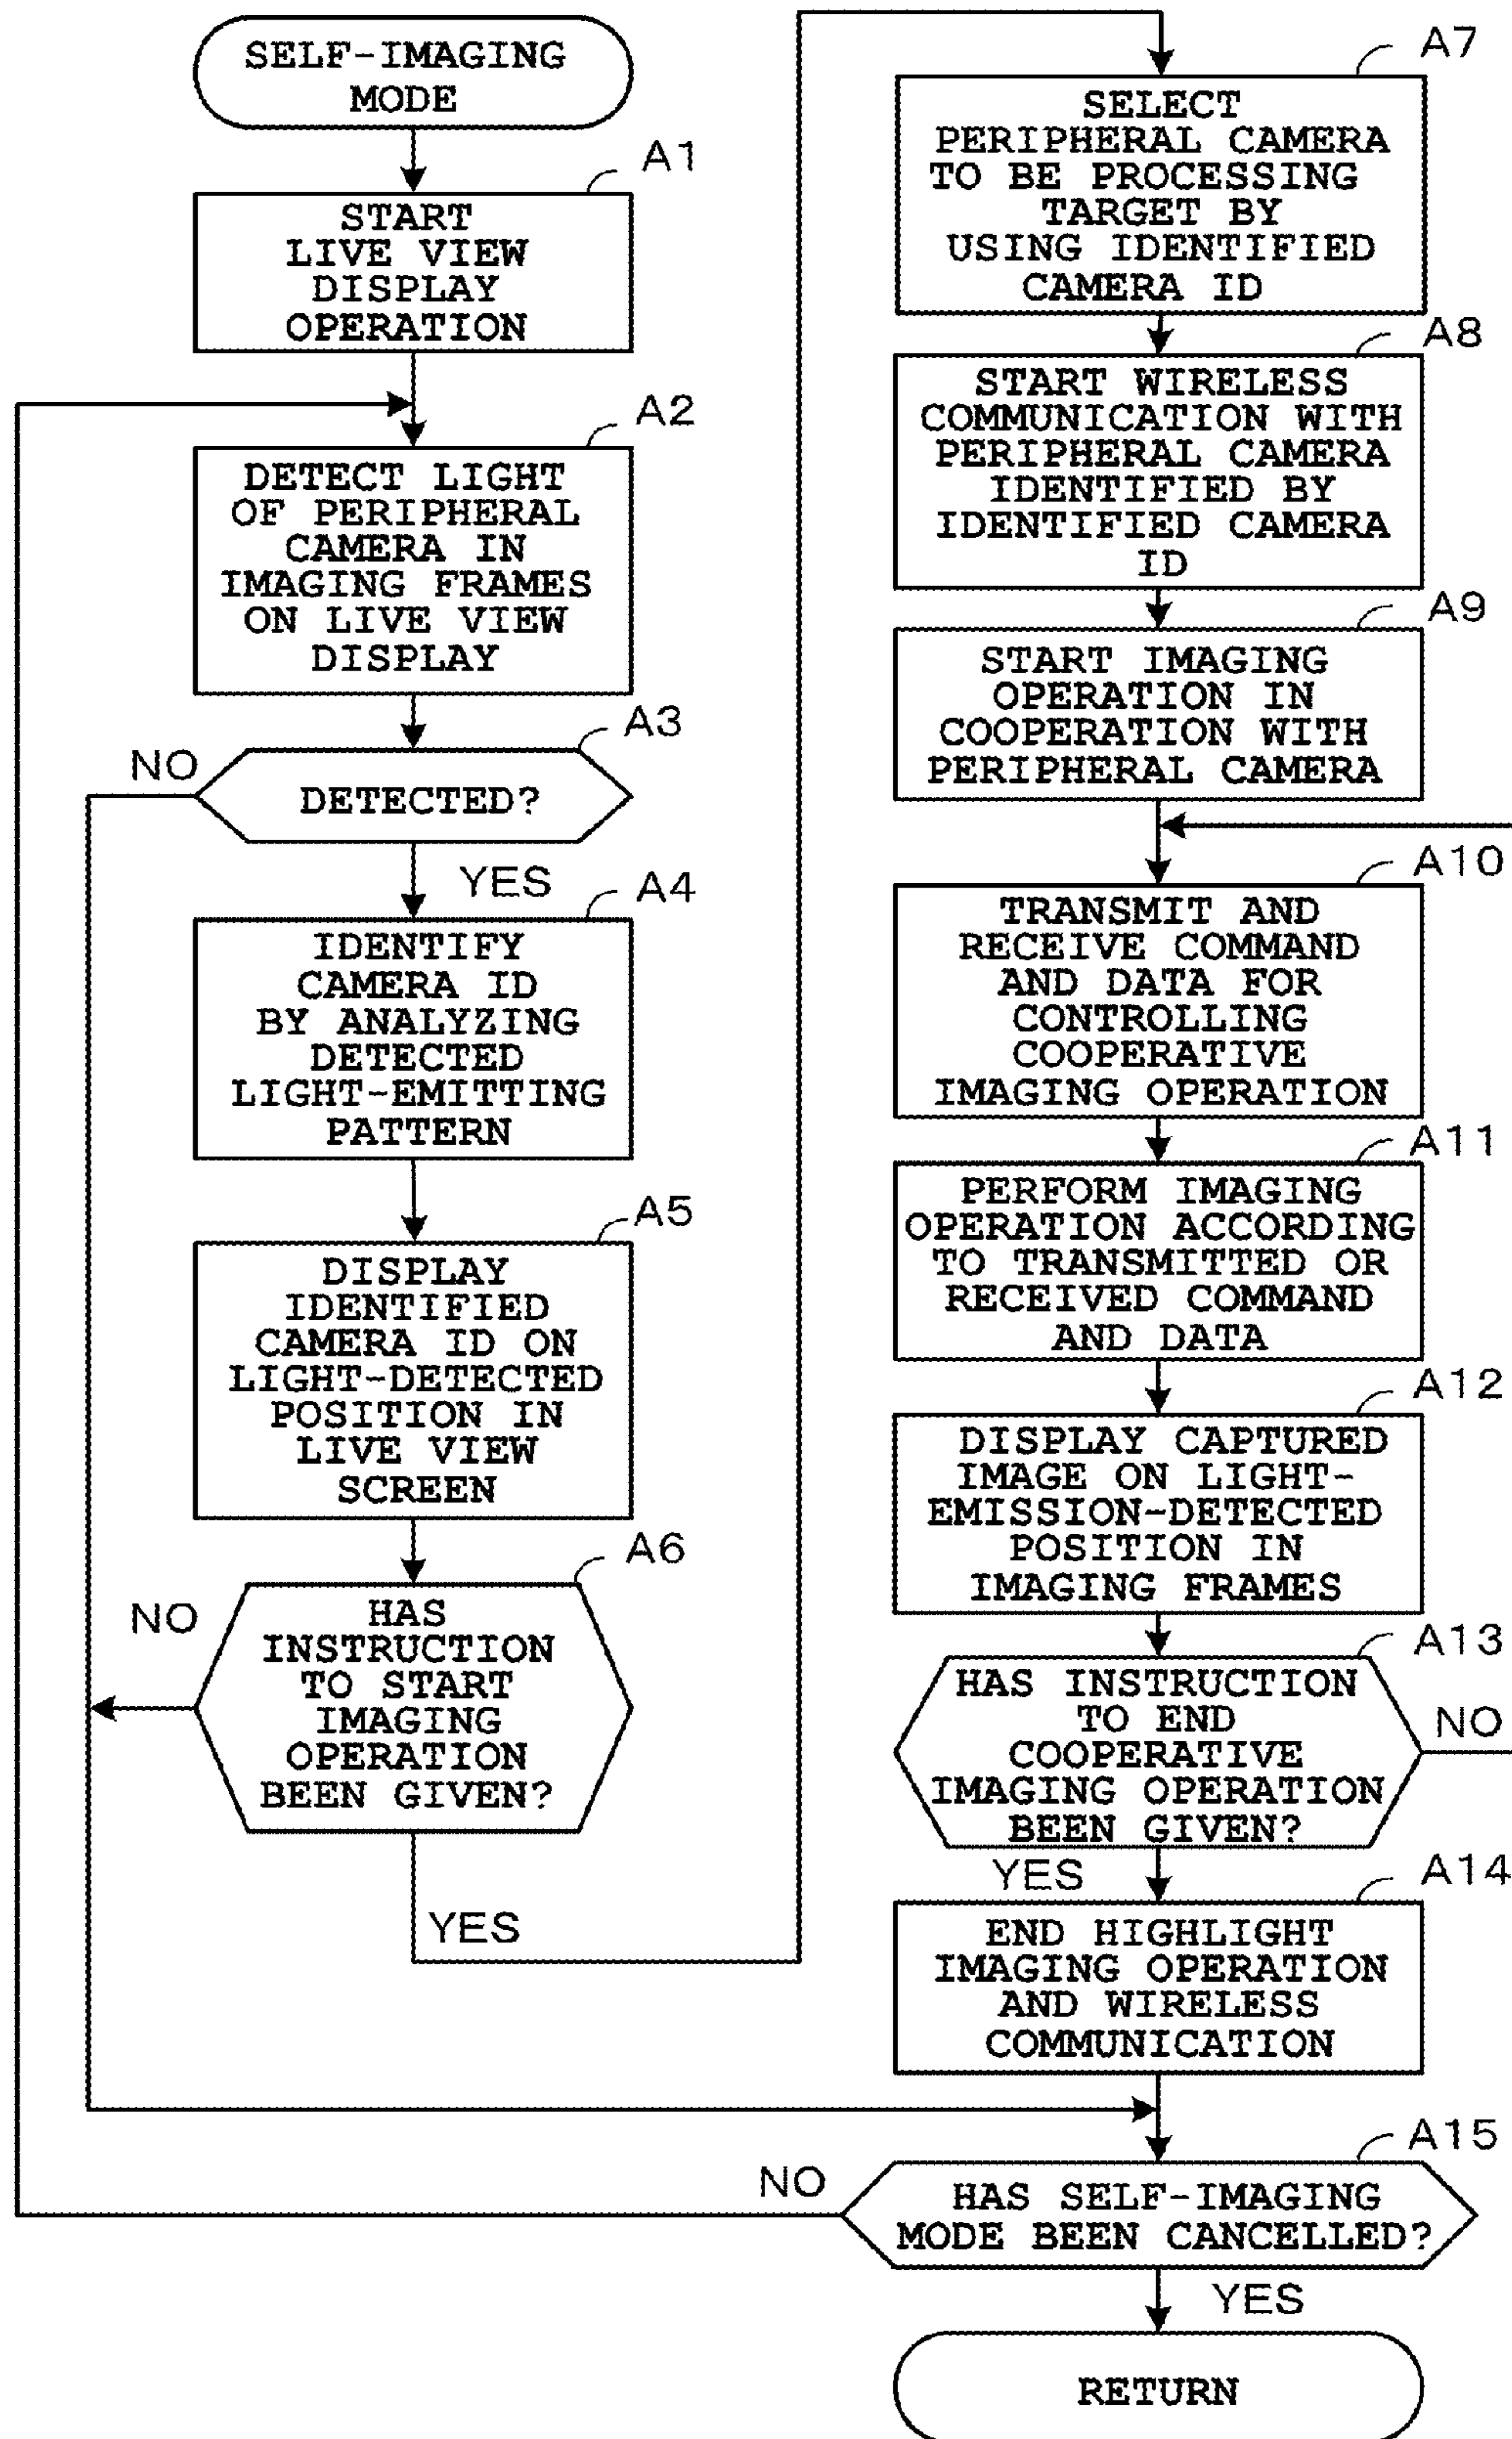 SELF-IMAGING
MODE
A1
START
LIVE VIEW
DISPLAY
OPERATION
A2
DETECT LIGHT
OF PERIPHERAL
CAMERA IN
IMAGING FRAMES
ON LIVE VIEW
DISPLAY
A3
NO
DETECTED?
YES
A4
IDENTIFY
CAMERA ID
BY ANALYZING
DETECTED
LIGHT-EMITTING
PATTERN
A5
DISPLAY
IDENTIFIED
CAMERA ID ON
LIGHT-DETECTED
POSITION IN
LIVE VIEW
SCREEN
A6
NO
HAS
INSTRUCTION
TO START
IMAGING
OPERATION
BEEN GIVEN?
YES
A7
SELECT
PERIPHERAL CAMERA
TO BE PROCESSING
TARGET BY
USING IDENTIFIED
CAMERA ID
A8
START WIRELESS
COMMUNICATION WITH
PERIPHERAL CAMERA
IDENTIFIED BY
IDENTIFIED CAMERA
ID
A9
START IMAGING
OPERATION IN
COOPERATION WITH
PERIPHERAL CAMERA
A10
TRANSMIT AND
RECEIVE COMMAND
AND DATA FOR
CONTROLLING
COOPERATIVE
IMAGING OPERATION
A11
PERFORM IMAGING
OPERATION ACCORDING
TO TRANSMITTED OR
RECEIVED COMMAND
AND DATA
A12
DISPLAY CAPTURED
IMAGE ON LIGHT-
EMISSION-DETECTED
POSITION IN
IMAGING FRAMES
A13
HAS INSTRUCTION
TO END
COOPERATIVE
IMAGING OPERATION
BEEN GIVEN?
NO
YES
A14
END HIGHLIGHT
IMAGING OPERATION
AND WIRELESS
COMMUNICATION
A15
NO
HAS SELF-IMAGING
MODE BEEN CANCELLED?
YES
RETURN